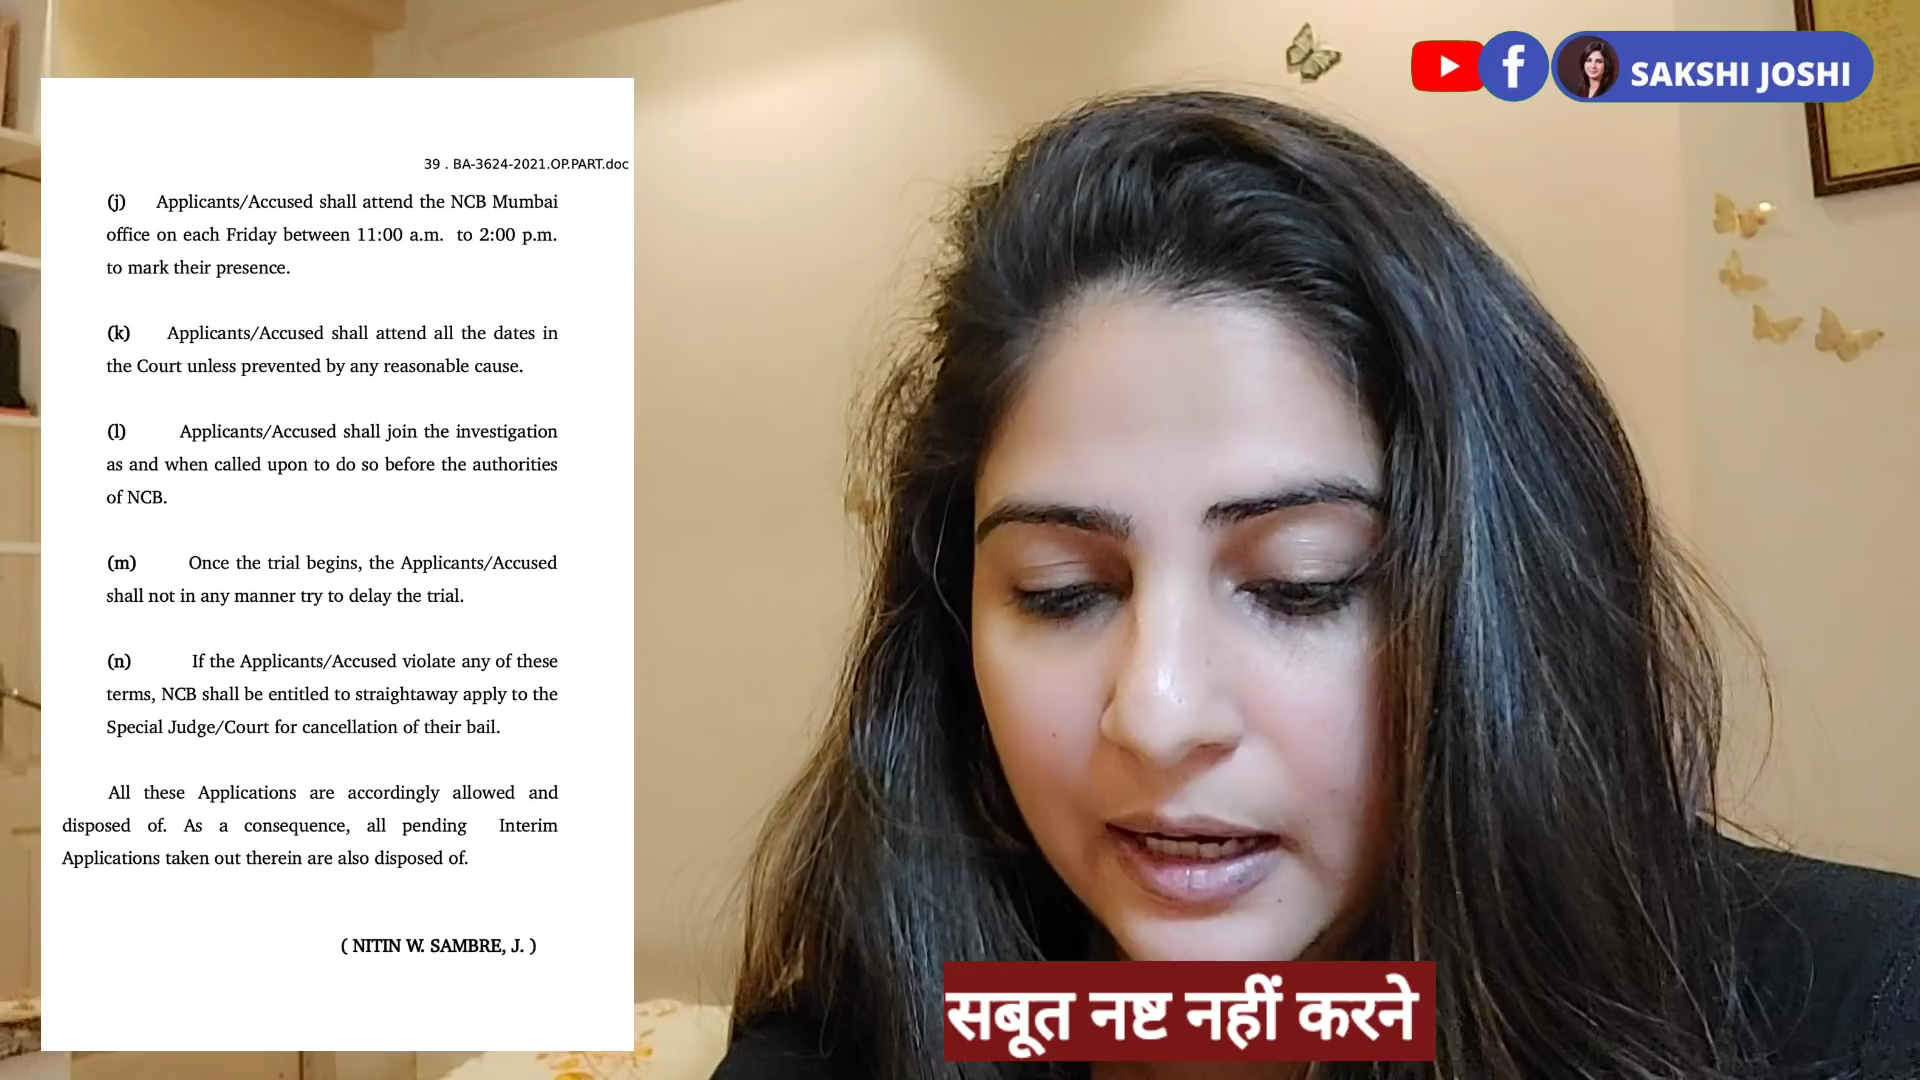 SAKSHI JOSHI
39 . BA-3624-2021.OP.PART.doc
(j) Applicants/Accused shall attend the NCB Mumbai
office on each Friday between 11:00 a.m. to 2:00 p.m.
to mark their presence.
(k) Applicants/Accused shall attend all the dates in
the Court unless prevented by any reasonable cause.
(l) Applicants/Accused shall join the investigation
as and when called upon to do so before the authorities
of NCB.
(m) Once the trial begins, the Applicants/Accused
shall not in any manner try to delay the trial.
(n) If the Applicants/Accused violate any of these
terms, NCB shall be entitled to straightaway apply to the
Special Judge/Court for cancellation of their bail.
All these Applications are accordingly allowed and
disposed of. As a consequence, all pending Interim
Applications taken out therein are also disposed of.
( NITIN W. SAMBRE, J. )
सबूत नष्ट नहीं करने